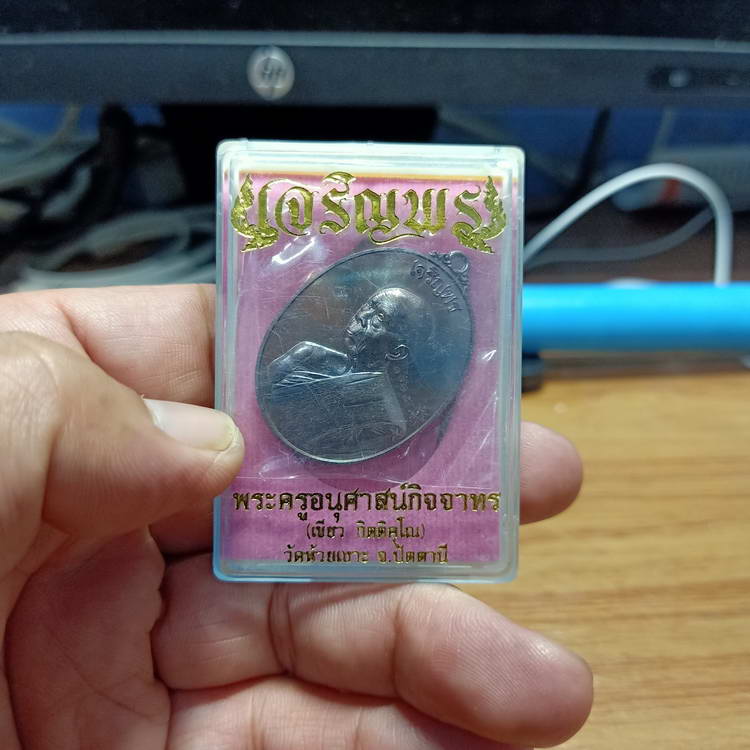 hp
เจริญพร
เจริญพร
พระครูอนุศาสน์กิจจาทร
(เขียว กิตติคุโณ)
วัดห้วยเงาะ จ.ปัตตานี